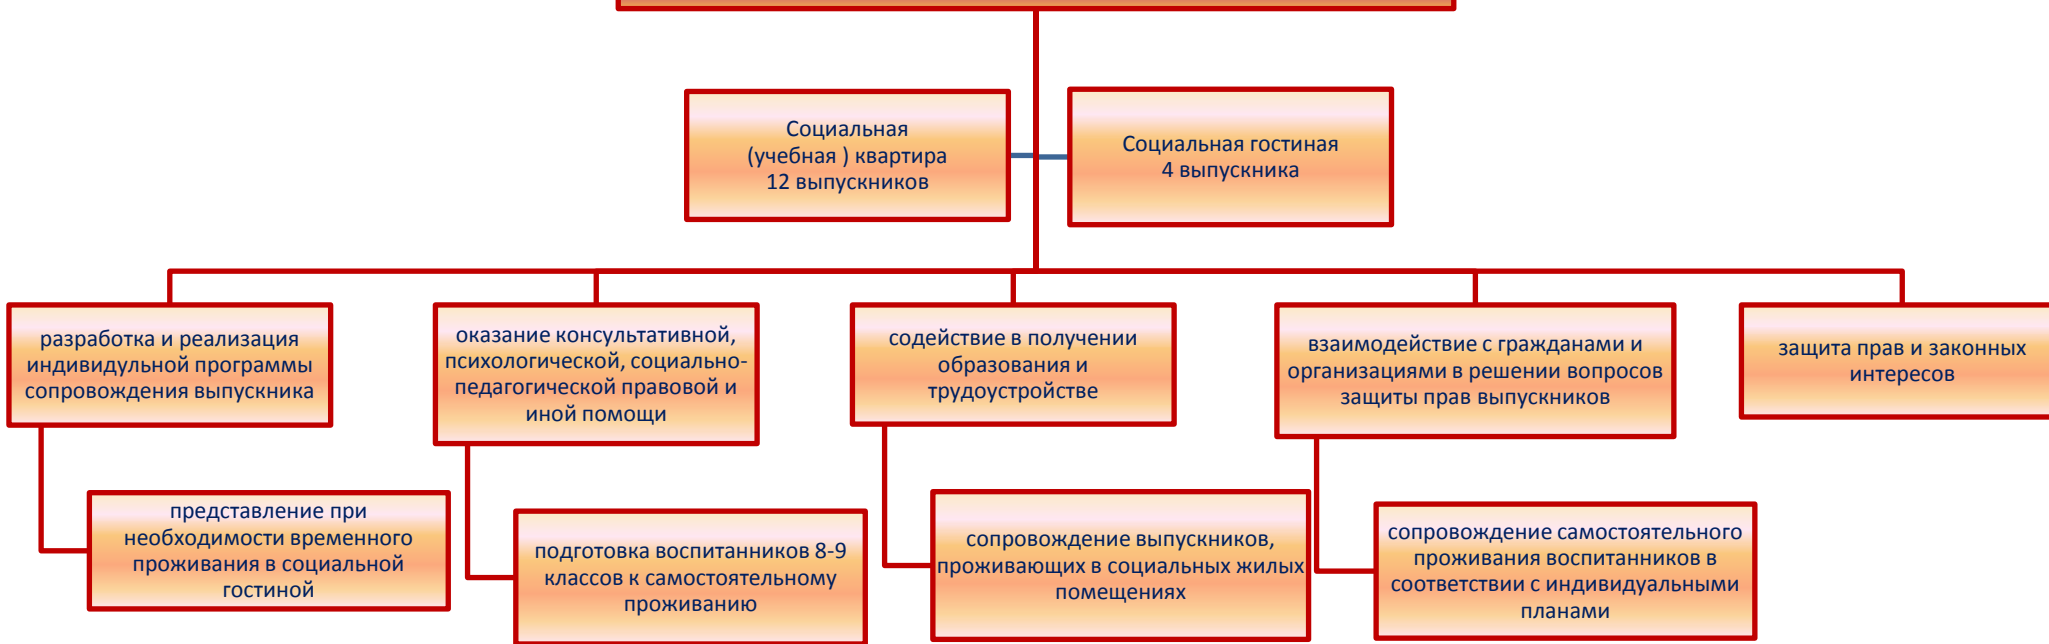 Социальная
(учебная ) квартира
12 выпускников
Социальная гостиная
4 выпускника
разработка и реализация
индивидульной программы
сопровождения выпускника
оказание консультативной,
психологической, социально-
педагогической правовой и
иной помощи
содействие в получении
образования и
трудоустройстве
взаимодействие с гражданами и
организациями в решении вопросов
защиты прав выпускников
защита прав и законных
интересов
представление при
необходимости временного
проживания в социальной
гостиной
подготовка воспитанников 8-9
классов к самостоятельному
проживанию
сопровождение выпускников,
проживающих в социальных жилых
помещениях
сопровождение самостоятельного
проживания воспитанников в
соответствии с индивидуальными
планами